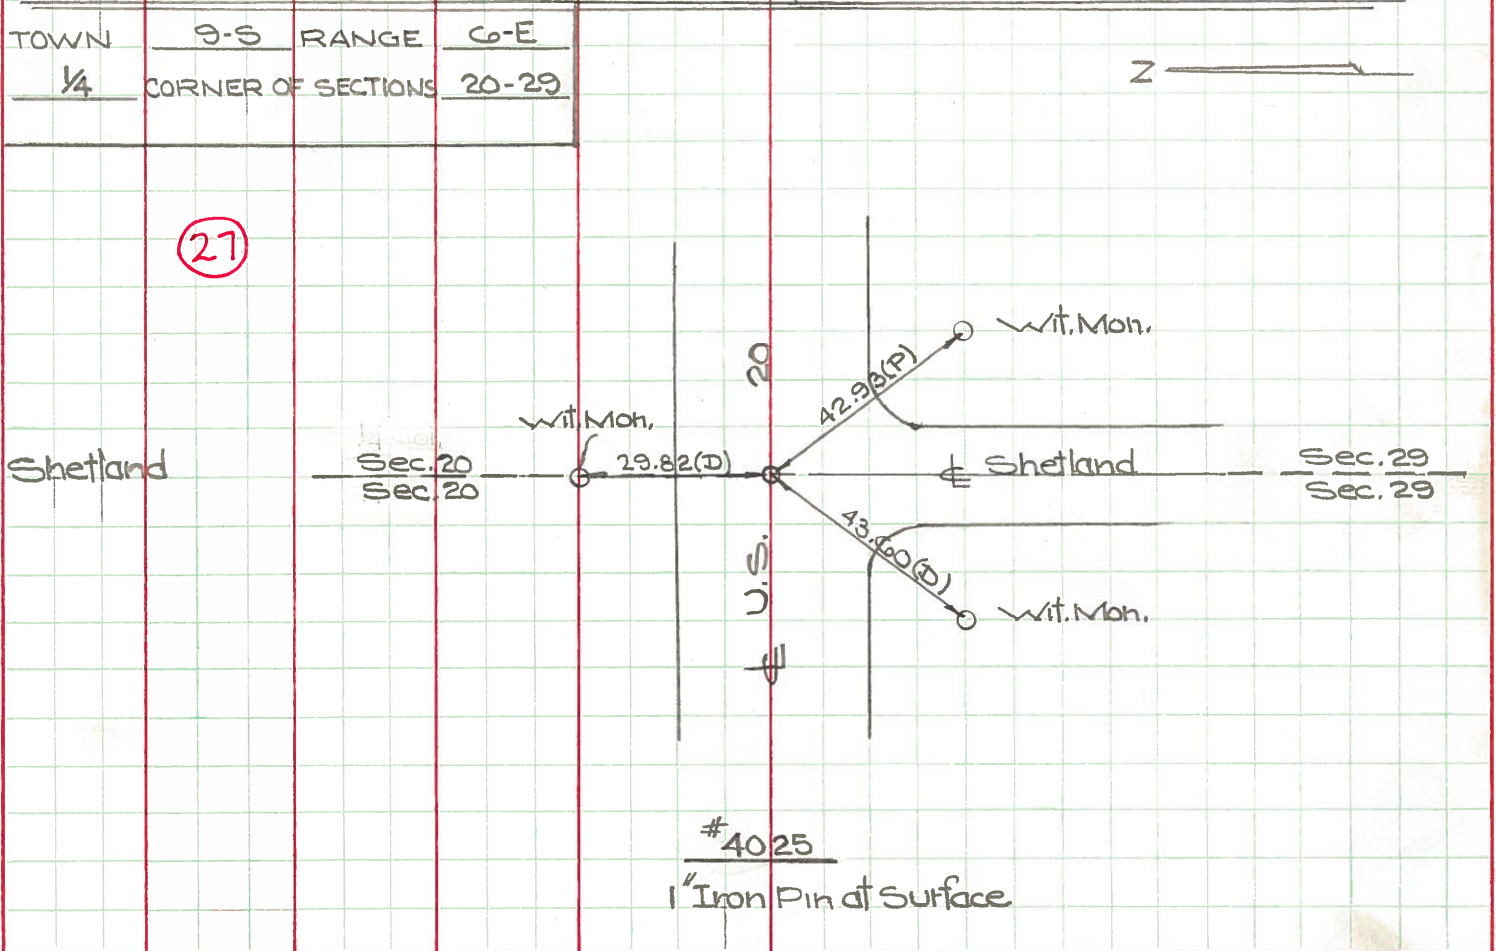 TOWN 9-S RANGE 6-E
1/4 CORNER OF SECTIONS 20-29
N
27
Wit. Mon.
20
42.93(P)
Wit. Mon.
Shetland
Sec. 20
Sec. 20
29.82(D)
℄ Shetland
Sec. 29
Sec. 29
43.60(D)
U.S.
℄
Wit. Mon.
#4025
1" Iron Pin at Surface